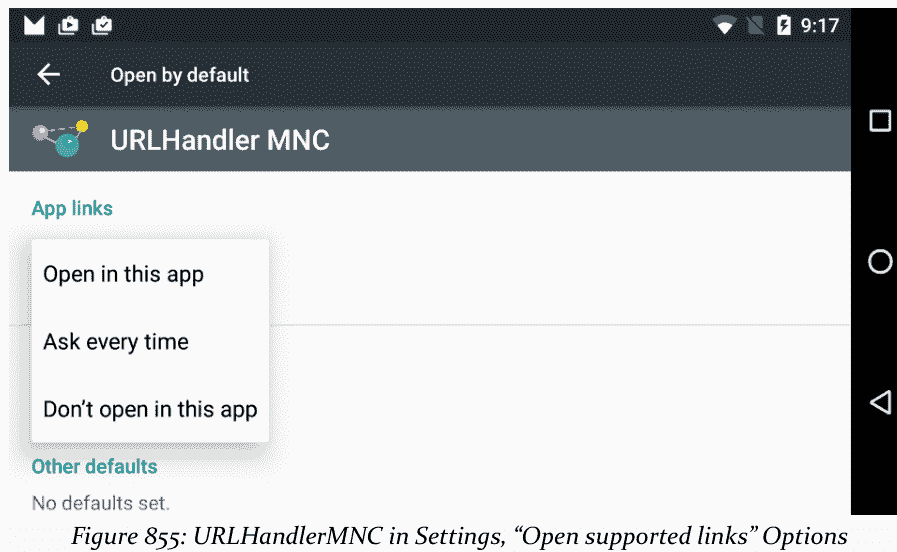 9:17
Open by default
URLHandler MNC
App links
Open in this app
Ask every time
Don’t open in this app
Other defaults
No defaults set.
Figure 855: URLHandlerMNC in Settings, “Open supported links” Options